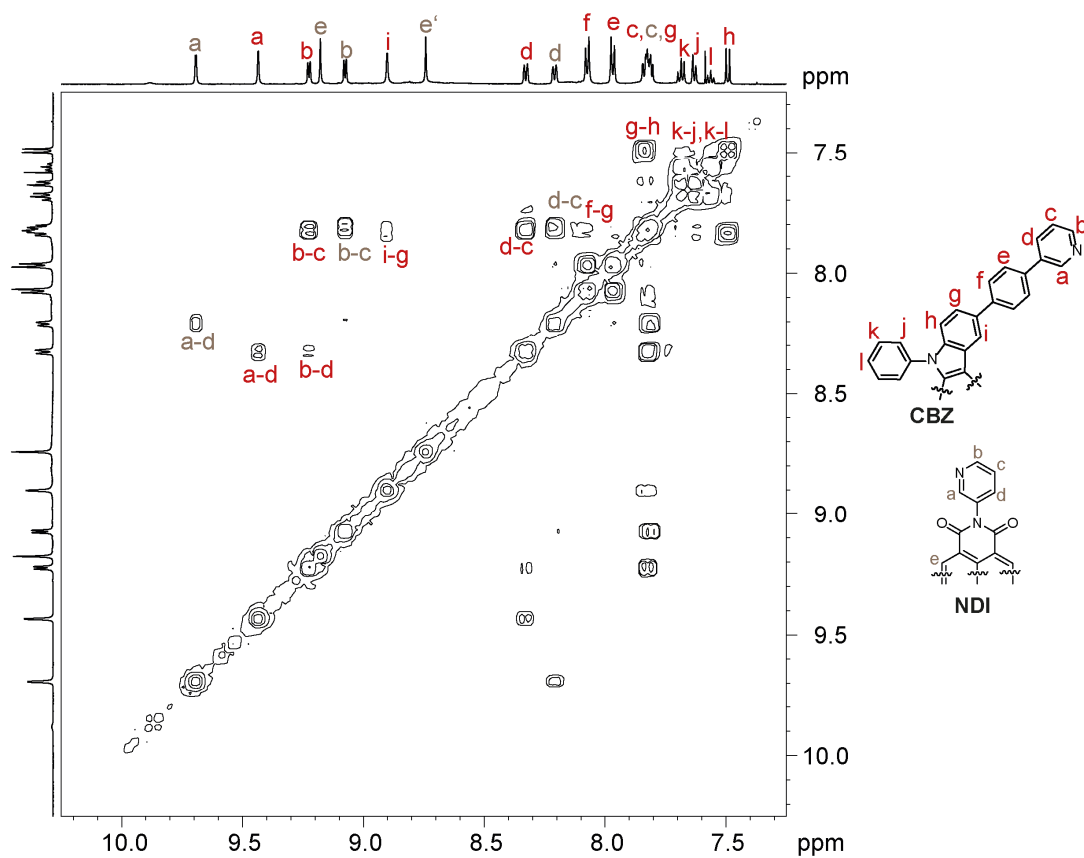 a a b e b i e' d d f e c,c,g k j l h
ppm
g-h k-j,k-l
7.5
d-c f-g
b-c b-c i-g d-c
8.0
a-d
a-d b-d
8.5
9.0
9.5
10.0
10.0 9.5 9.0 8.5 8.0 7.5 ppm
c
d b
e N
f a
g
h
k j i
l N
CBZ
b
N c
a d
N
O O
e
NDI